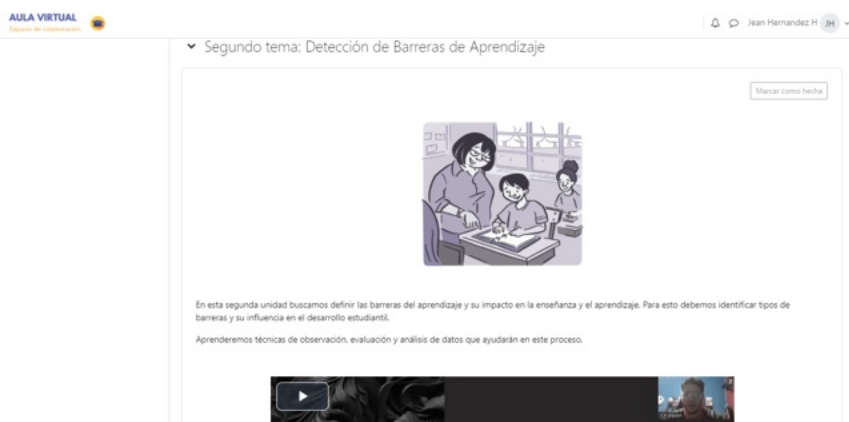 AULA VIRTUAL
Espacio de colaboración
Jean Hernandez H
JH
Segundo tema: Detección de Barreras de Aprendizaje
Marcar como hecha
En esta segunda unidad buscamos definir las barreras del aprendizaje y su impacto en la enseñanza y el aprendizaje. Para esto debemos identificar tipos de
barreras y su influencia en el desarrollo estudiantil.
Aprenderemos técnicas de observación, evaluación y análisis de datos que ayudarán en este proceso.